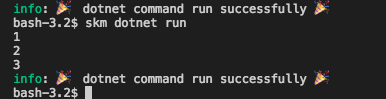 info: 🎉 dotnet command run successfully 🎉
bash-3.2$ skm dotnet run
1
2
3
info: 🎉 dotnet command run successfully 🎉
bash-3.2$